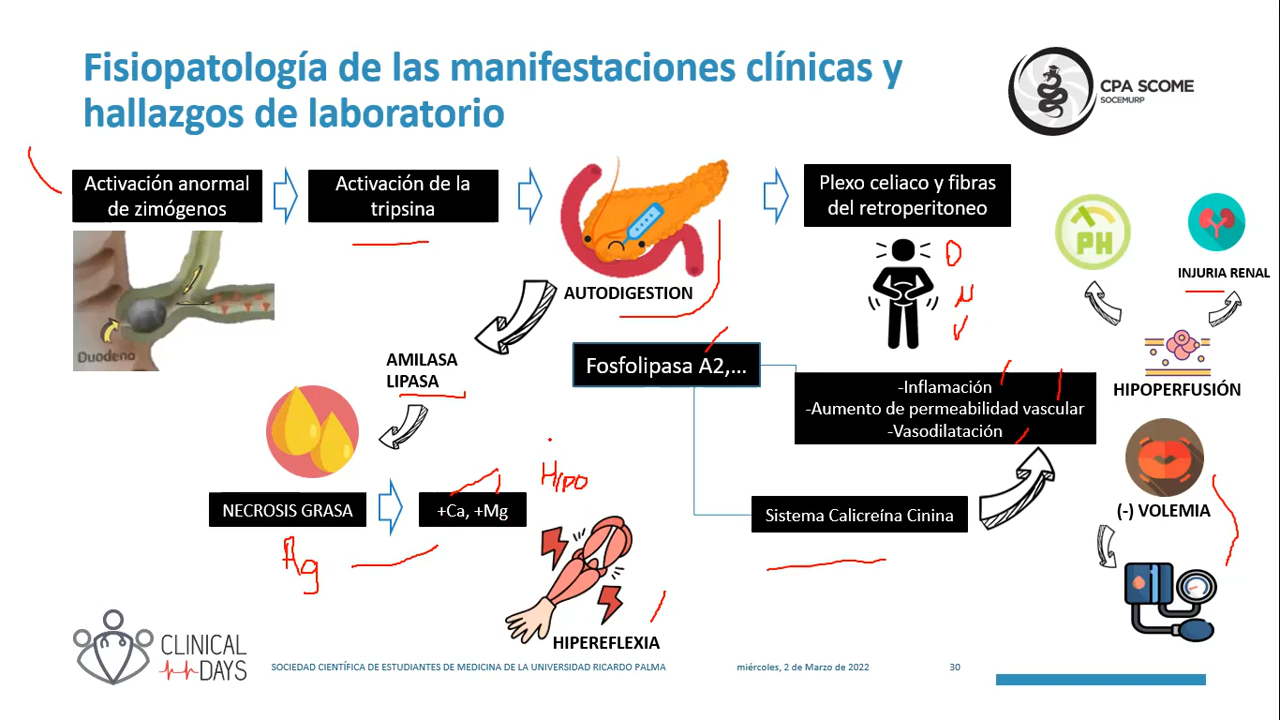 Fisiopatología de las manifestaciones clínicas y
hallazgos de laboratorio
CPA SCOME
SOCEMURP
Activación anormal
de zimógenos
Activación de la
tripsina
Plexo celiaco y fibras
del retroperitoneo
PH
INJURIA RENAL
Duodeno
AUTODIGESTION
D
N
V
AMILASA
LIPASA
Fosfolipasa A2,...
-Inflamación
-Aumento de permeabilidad vascular
-Vasodilatación
HIPOPERFUSIÓN
Hipo
NECROSIS GRASA
+Ca, +Mg
Sistema Calicreína Cinina
(-) VOLEMIA
Ag
HIPEREFLEXIA
CLINICAL
DAYS
SOCIEDAD CIENTÍFICA DE ESTUDIANTES DE MEDICINA DE LA UNIVERSIDAD RICARDO PALMA
miércoles, 2 de Marzo de 2022
30